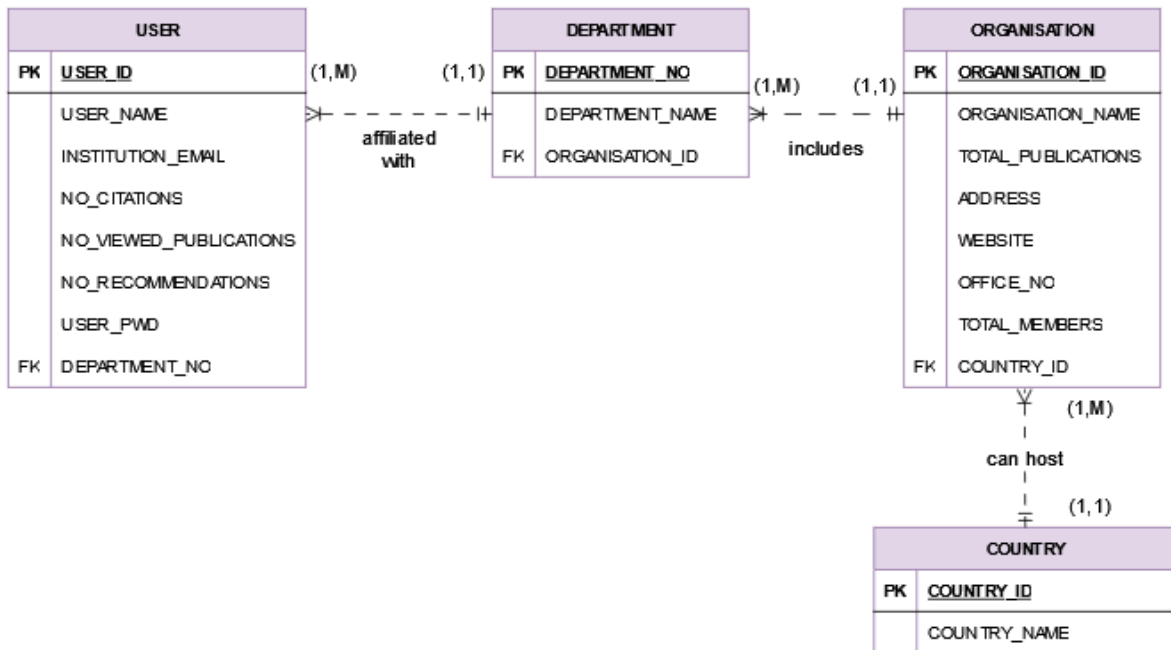 USER
PK USER_ID
USER_NAME
INSTITUTION_EMAIL
NO_CITATIONS
NO_VIEWED_PUBLICATIONS
NO_RECOMMENDATIONS
USER_PWD
FK DEPARTMENT_NO
(1,M)
(1,1)
affiliated
with
DEPARTMENT
PK DEPARTMENT_NO
DEPARTMENT_NAME
FK ORGANISATION_ID
(1,M)
(1,1)
includes
ORGANISATION
PK ORGANISATION_ID
ORGANISATION_NAME
TOTAL_PUBLICATIONS
ADDRESS
WEBSITE
OFFICE_NO
TOTAL_MEMBERS
FK COUNTRY_ID
(1,M)
can host
(1,1)
COUNTRY
PK COUNTRY_ID
COUNTRY_NAME